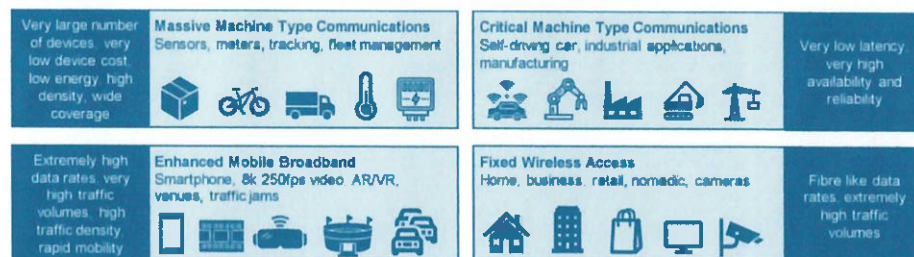 Very large number
of devices, very
low device cost,
low energy, high
density, wide
coverage
Massive Machine Type Communications
Sensors, meters, tracking, fleet management
Critical Machine Type Communications
Self-driving car, industrial applications,
manufacturing
Very low latency,
very high
availability and
reliability
Extremely high
data rates, very
high traffic
volumes, high
traffic density,
rapid mobility
Enhanced Mobile Broadband
Smartphone, 8k 250fps video, AR/VR,
venues, traffic jams
Fixed Wireless Access
Home, business, retail, nomadic, cameras
Fibre like data
rates, extremely
high traffic
volumes